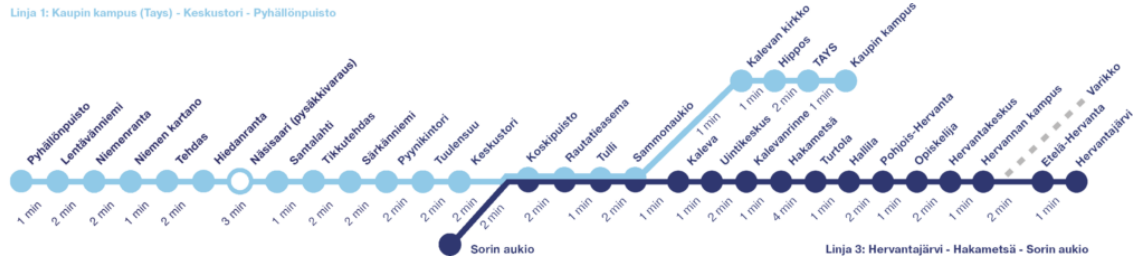 Linja 1: Kaupin kampus (Tays) - Keskustori - Pyhällönpuisto
Pyhällönpuisto
Lentävänniemi
Niemenranta
Niemen kartano
Tehdas
Hiedanranta
Näsisaari (pysäkkivaraus)
Santalahti
Tikkutehdas
Särkänniemi
Pyynikintori
Tuulensuu
Keskustori
Koskipuisto
Rautatieasema
Tulli
Sammonaukio
Kalevan kirkko
Hippos
TAYS
Kaupin kampus
1 min
1 min
2 min
1 min
Kaleva
Uintikeskus
Kalevanrinne
Hakametsä
Turtola
Hallila
Pohjois-Hervanta
Opiskelija
Hervantakeskus
Hervannan kampus
Varikko
Etelä-Hervanta
Hervantajärvi
1 min
2 min
2 min
1 min
2 min
3 min
1 min
2 min
2 min
2 min
2 min
2 min
2 min
2 min
1 min
2 min
1 min
1 min
2 min
1 min
4 min
1 min
2 min
1 min
2 min
1 min
2 min
1 min
Sorin aukio
Linja 3: Hervantajärvi - Hakametsä - Sorin aukio